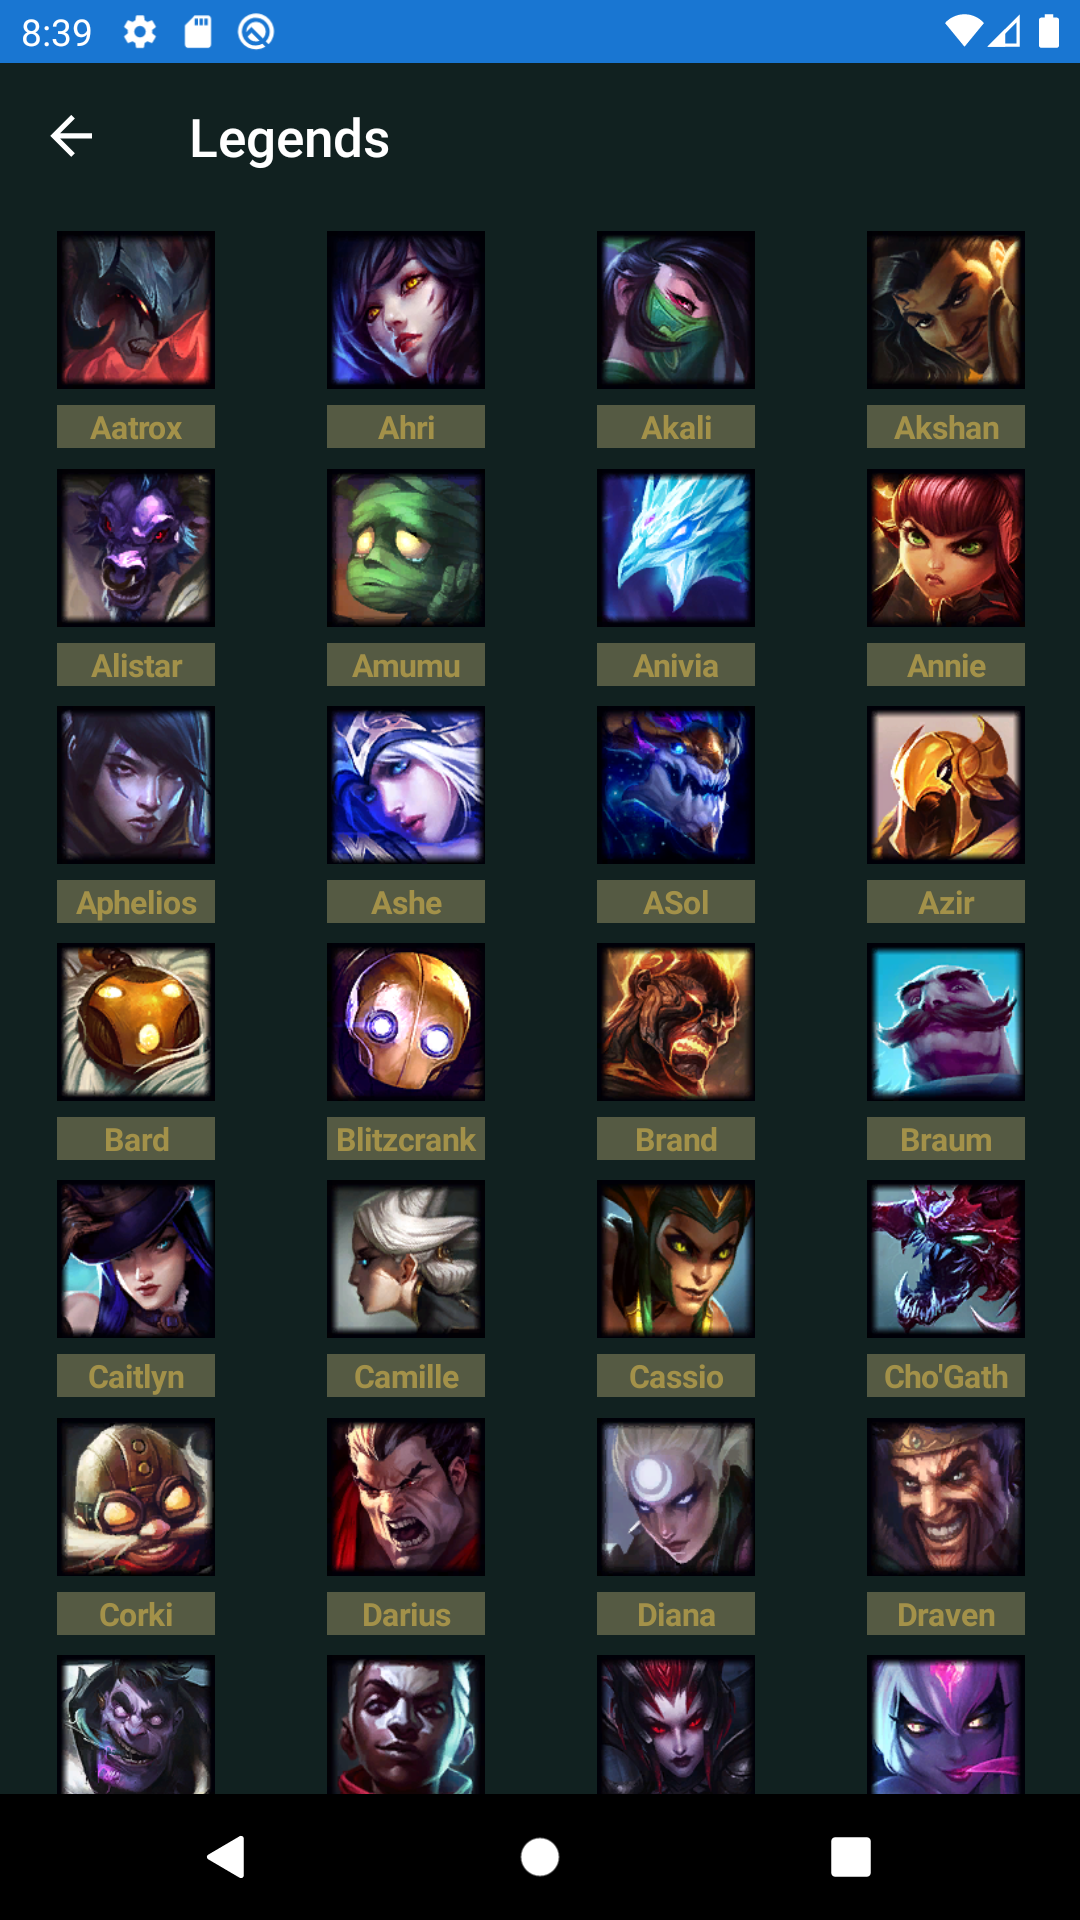 8:39
Legends
Aatrox Ahri Akali Akshan
Alistar Amumu Anivia Annie
Aphelios Ashe ASol Azir
Bard Blitzcrank Brand Braum
Caitlyn Camille Cassio Cho'Gath
Corki Darius Diana Draven